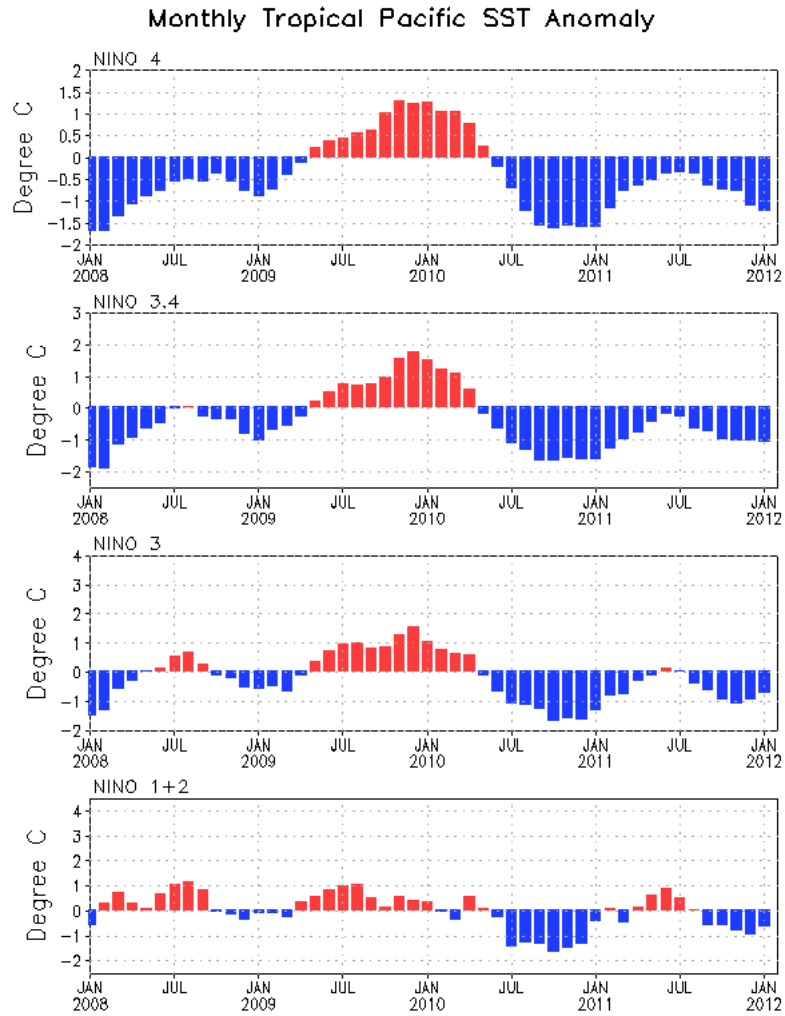 Monthly Tropical Pacific SST Anomaly
NINO 4
Degree C
2
1.5
1
0.5
0
-0.5
-1
-1.5
-2
JAN JUL JAN JUL JAN JUL JAN JUL JAN
2008 2009 2010 2011 2012
NINO 3.4
Degree C
3
2
1
0
-1
-2
JAN JUL JAN JUL JAN JUL JAN JUL JAN
2008 2009 2010 2011 2012
NINO 3
Degree C
4
3
2
1
0
-1
-2
JAN JUL JAN JUL JAN JUL JAN JUL JAN
2008 2009 2010 2011 2012
NINO 1+2
Degree C
4
3
2
1
0
-1
-2
JAN JUL JAN JUL JAN JUL JAN JUL JAN
2008 2009 2010 2011 2012